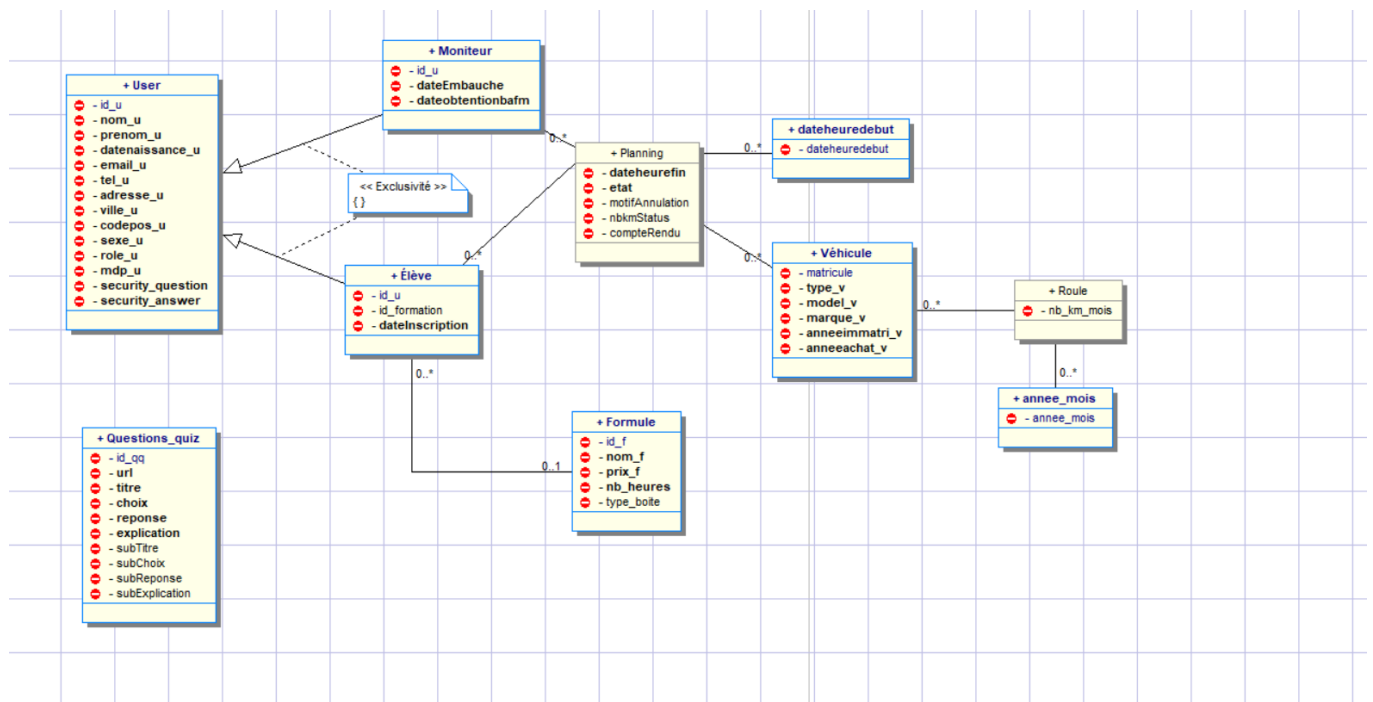 + User
- id_u
- nom_u
- prenom_u
- datenaissance_u
- email_u
- tel_u
- adresse_u
- ville_u
- codepos_u
- sexe_u
- role_u
- mdp_u
- security_question
- security_answer
+ Moniteur
- id_u
- dateEmbauche
- dateobtentionbafm
<< Exclusivité >>
{ }
0..*
+ Planning
- dateheurefin
- etat
- motifAnnulation
- nbkmStatus
- compteRendu
0..*
+ dateheuredebut
- dateheuredebut
0..*
+ Élève
- id_u
- id_formation
- dateInscription
0..*
+ Véhicule
- matricule
- type_v
- model_v
- marque_v
- anneeimmatri_v
- anneeachat_v
0..*
+ Roule
- nb_km_mois
0..*
+ annee_mois
- annee_mois
0..*
0..1
+ Formule
- id_f
- nom_f
- prix_f
- nb_heures
- type_boite
+ Questions_quiz
- id_qq
- url
- titre
- choix
- reponse
- explication
- subTitre
- subChoix
- subReponse
- subExplication